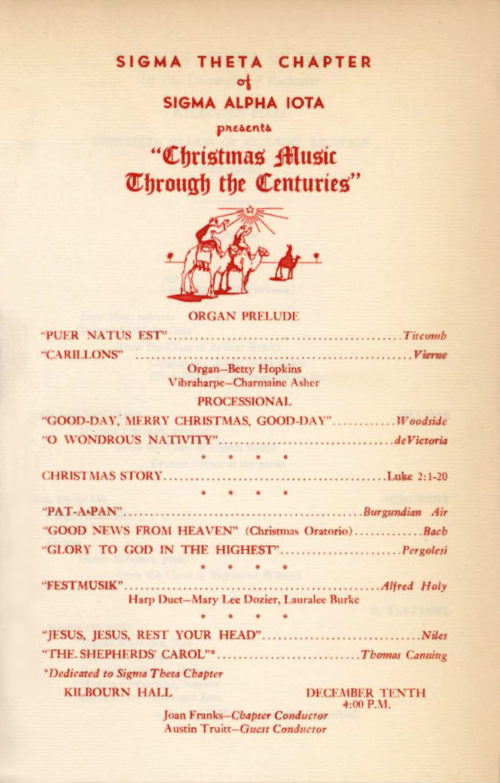 SIGMA THETA CHAPTER
of
SIGMA ALPHA IOTA
presents
"Christmas Music
Through the Centuries"
ORGAN PRELUDE
"PUER NATUS EST"........Titcomb
"CARILLONS"........Vierne
Organ—Betty Hopkins
Vibraharpe—Charmaine Asher
PROCESSIONAL
"GOOD-DAY, MERRY CHRISTMAS, GOOD-DAY"........Woodside
"O WONDROUS NATIVITY"........deVictoria
* * * *
CHRISTMAS STORY........Luke 2:1-20
* * * *
"PAT-A-PAN"........Burgundian Air
"GOOD NEWS FROM HEAVEN" (Christmas Oratorio)........Bach
"GLORY TO GOD IN THE HIGHEST"........Pergolesi
* * * *
"FESTMUSIK"........Alfred Holy
Harp Duet—Mary Lee Dozier, Lauralee Burke
* * * *
"JESUS, JESUS, REST YOUR HEAD"........Niles
"THE SHEPHERDS' CAROL"*........Thomas Canning
*Dedicated to Sigma Theta Chapter
KILBOURN HALL DECEMBER TENTH
4:00 P.M.
Joan Franks—Chapter Conductor
Austin Truitt—Guest Conductor